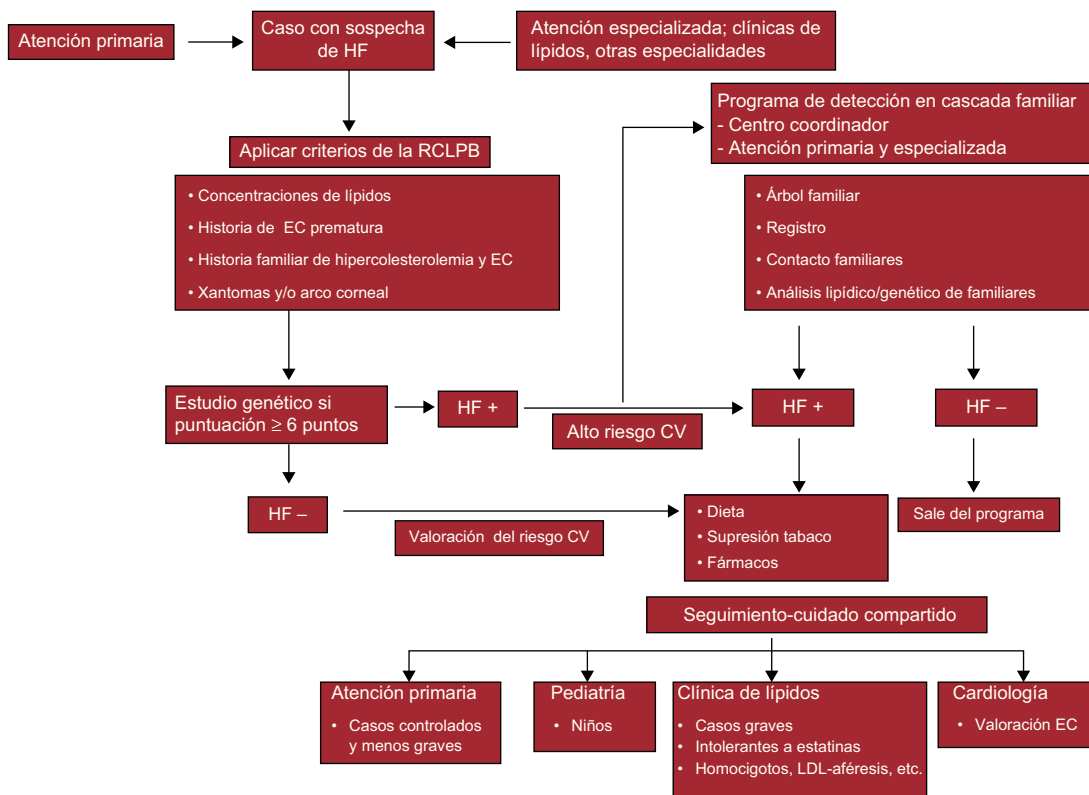 Atención primaria
Caso con sospecha
de HF
Atención especializada; clínicas de
lípidos, otras especialidades
Programa de detección en cascada familiar
- Centro coordinador
- Atención primaria y especializada
Aplicar criterios de la RCLPB
• Concentraciones de lípidos
• Historia de EC prematura
• Historia familiar de hipercolesterolemia y EC
• Xantomas y/o arco corneal
• Árbol familiar
• Registro
• Contacto familiares
• Análisis lipídico/genético de familiares
Estudio genético si
puntuación ≥ 6 puntos
HF +
Alto riesgo CV
HF +
HF –
HF –
Valoración del riesgo CV
• Dieta
• Supresión tabaco
• Fármacos
Sale del programa
Seguimiento-cuidado compartido
Atención primaria
• Casos controlados
y menos graves
Pediatría
• Niños
Clínica de lípidos
• Casos graves
• Intolerantes a estatinas
• Homocigotos, LDL-aféresis, etc.
Cardiología
• Valoración EC